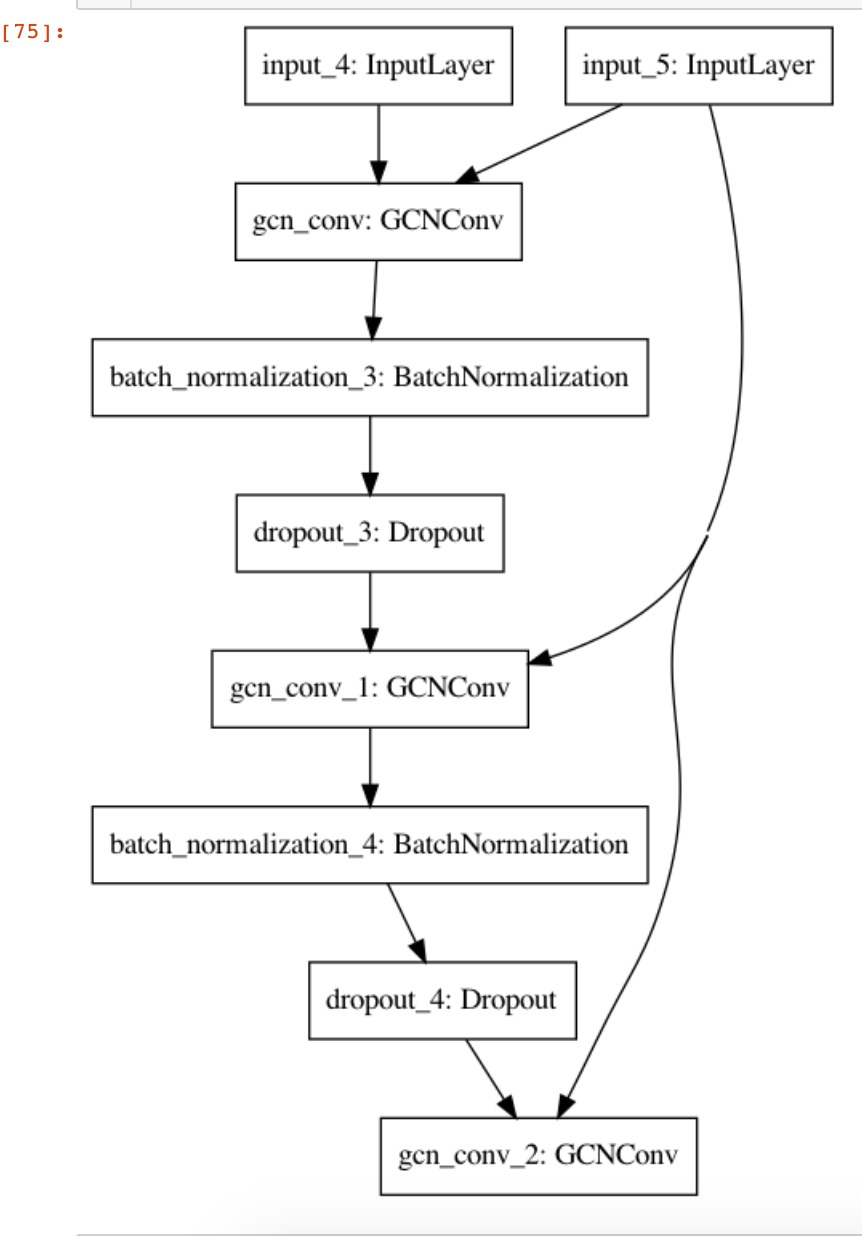 [75]:
input_4: InputLayer
input_5: InputLayer
gcn_conv: GCNConv
batch_normalization_3: BatchNormalization
dropout_3: Dropout
gcn_conv_1: GCNConv
batch_normalization_4: BatchNormalization
dropout_4: Dropout
gcn_conv_2: GCNConv